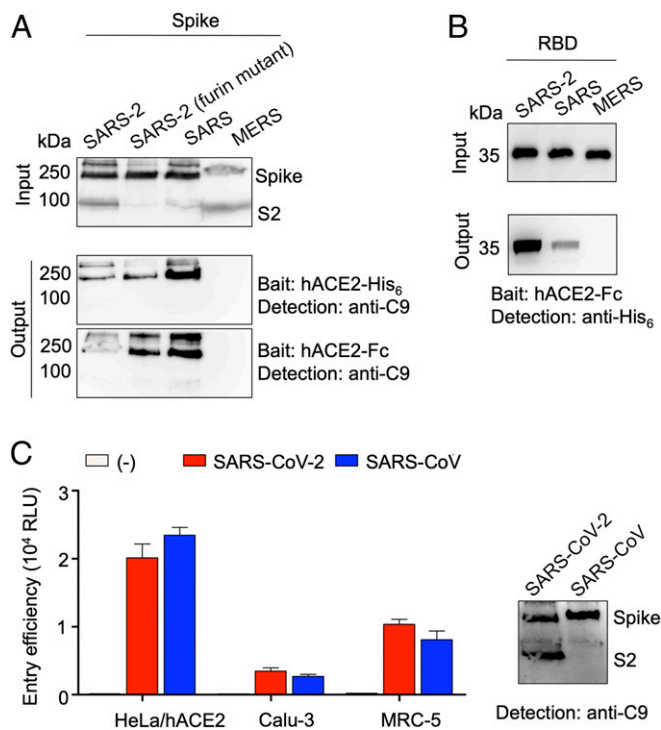 A
Spike
kDa
SARS-2
SARS-2 (furin mutant)
SARS
MERS
Input
250
100
Spike
S2
Output
250
100
Bait: hACE2-His6
Detection: anti-C9
250
100
Bait: hACE2-Fc
Detection: anti-C9
B
RBD
kDa
SARS-2
SARS
MERS
Input
35
Output
35
Bait: hACE2-Fc
Detection: anti-His6
C
(-) SARS-CoV-2 SARS-CoV
Entry efficiency (10⁴ RLU)
3
2
1
0
HeLa/hACE2 Calu-3 MRC-5
SARS-CoV-2
SARS-CoV
Spike
S2
Detection: anti-C9